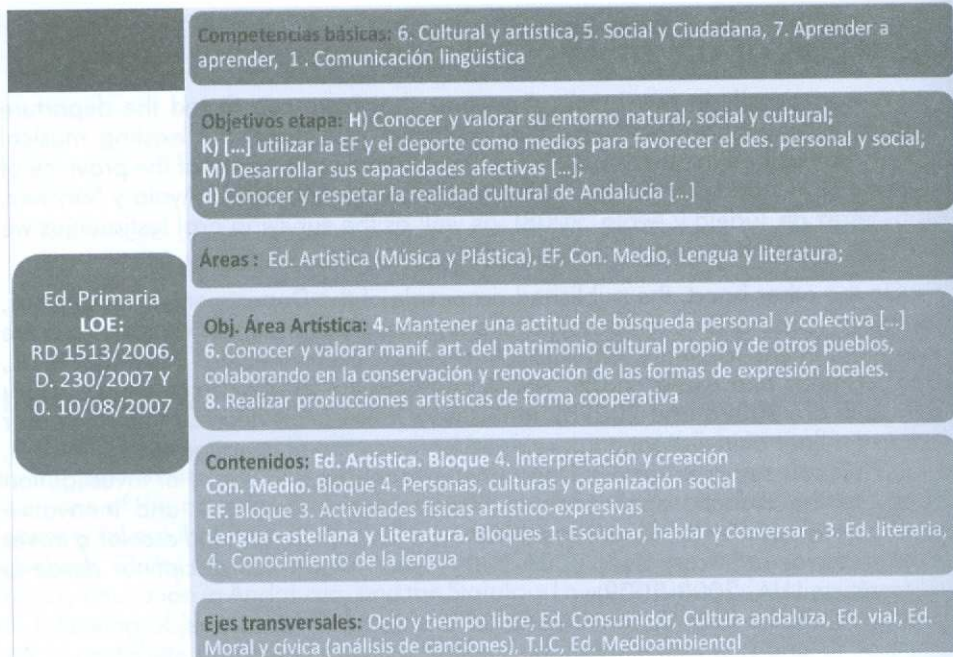 Competencias básicas: 6. Cultural y artística, 5. Social y Ciudadana, 7. Aprender a
aprender, 1 . Comunicación lingüística
Objetivos etapa: H) Conocer y valorar su entorno natural, social y cultural;
K) [...] utilizar la EF y el deporte como medios para favorecer el des. personal y social;
M) Desarrollar sus capacidades afectivas [...];
d) Conocer y respetar la realidad cultural de Andalucía [...]
Áreas : Ed. Artística (Música y Plástica), EF, Con. Medio, Lengua y literatura;
Ed. Primaria
LOE:
RD 1513/2006,
D. 230/2007 Y
0. 10/08/2007
Obj. Área Artística: 4. Mantener una actitud de búsqueda personal y colectiva [...]
6. Conocer y valorar manif. art. del patrimonio cultural propio y de otros pueblos,
colaborando en la conservación y renovación de las formas de expresión locales.
8. Realizar producciones artísticas de forma cooperativa
Contenidos: Ed. Artística. Bloque 4. Interpretación y creación
Con. Medio. Bloque 4. Personas, culturas y organización social
EF. Bloque 3. Actividades físicas artístico-expresivas
Lengua castellana y Literatura. Bloques 1. Escuchar, hablar y conversar , 3. Ed. literaria,
4. Conocimiento de la lengua
Ejes transversales: Ocio y tiempo libre, Ed. Consumidor, Cultura andaluza, Ed. vial, Ed.
Moral y cívica (análisis de canciones), T.I.C, Ed. Medioambientql